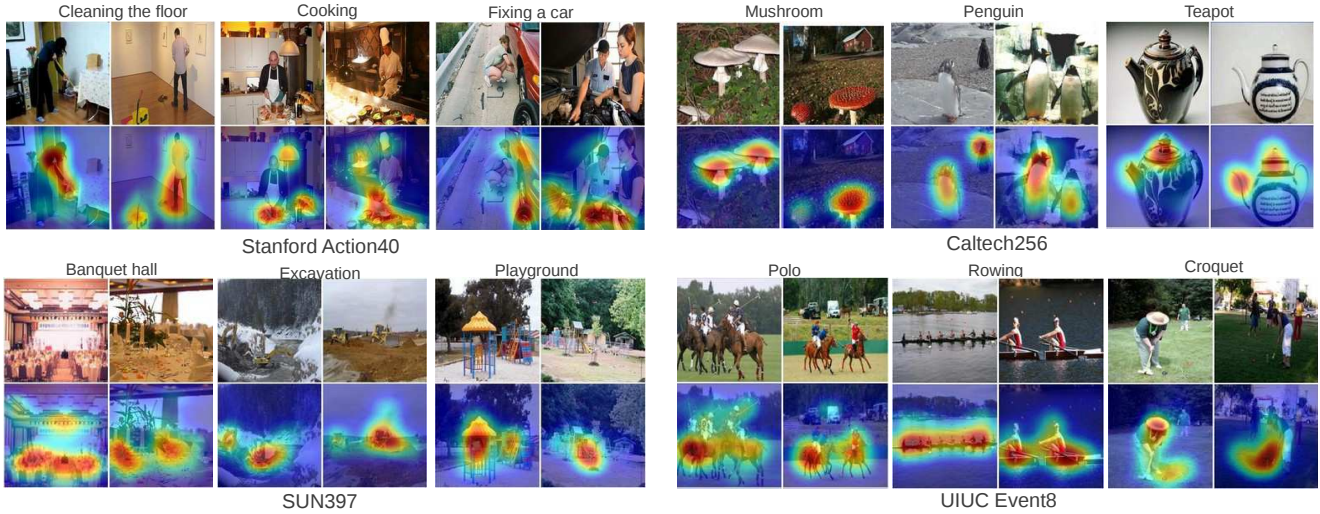 Cleaning the floor
Cooking
Fixing a car
Mushroom
Penguin
Teapot
Stanford Action40
Caltech256
Banquet hall
Excavation
Playground
Polo
Rowing
Croquet
SUN397
UIUC Event8